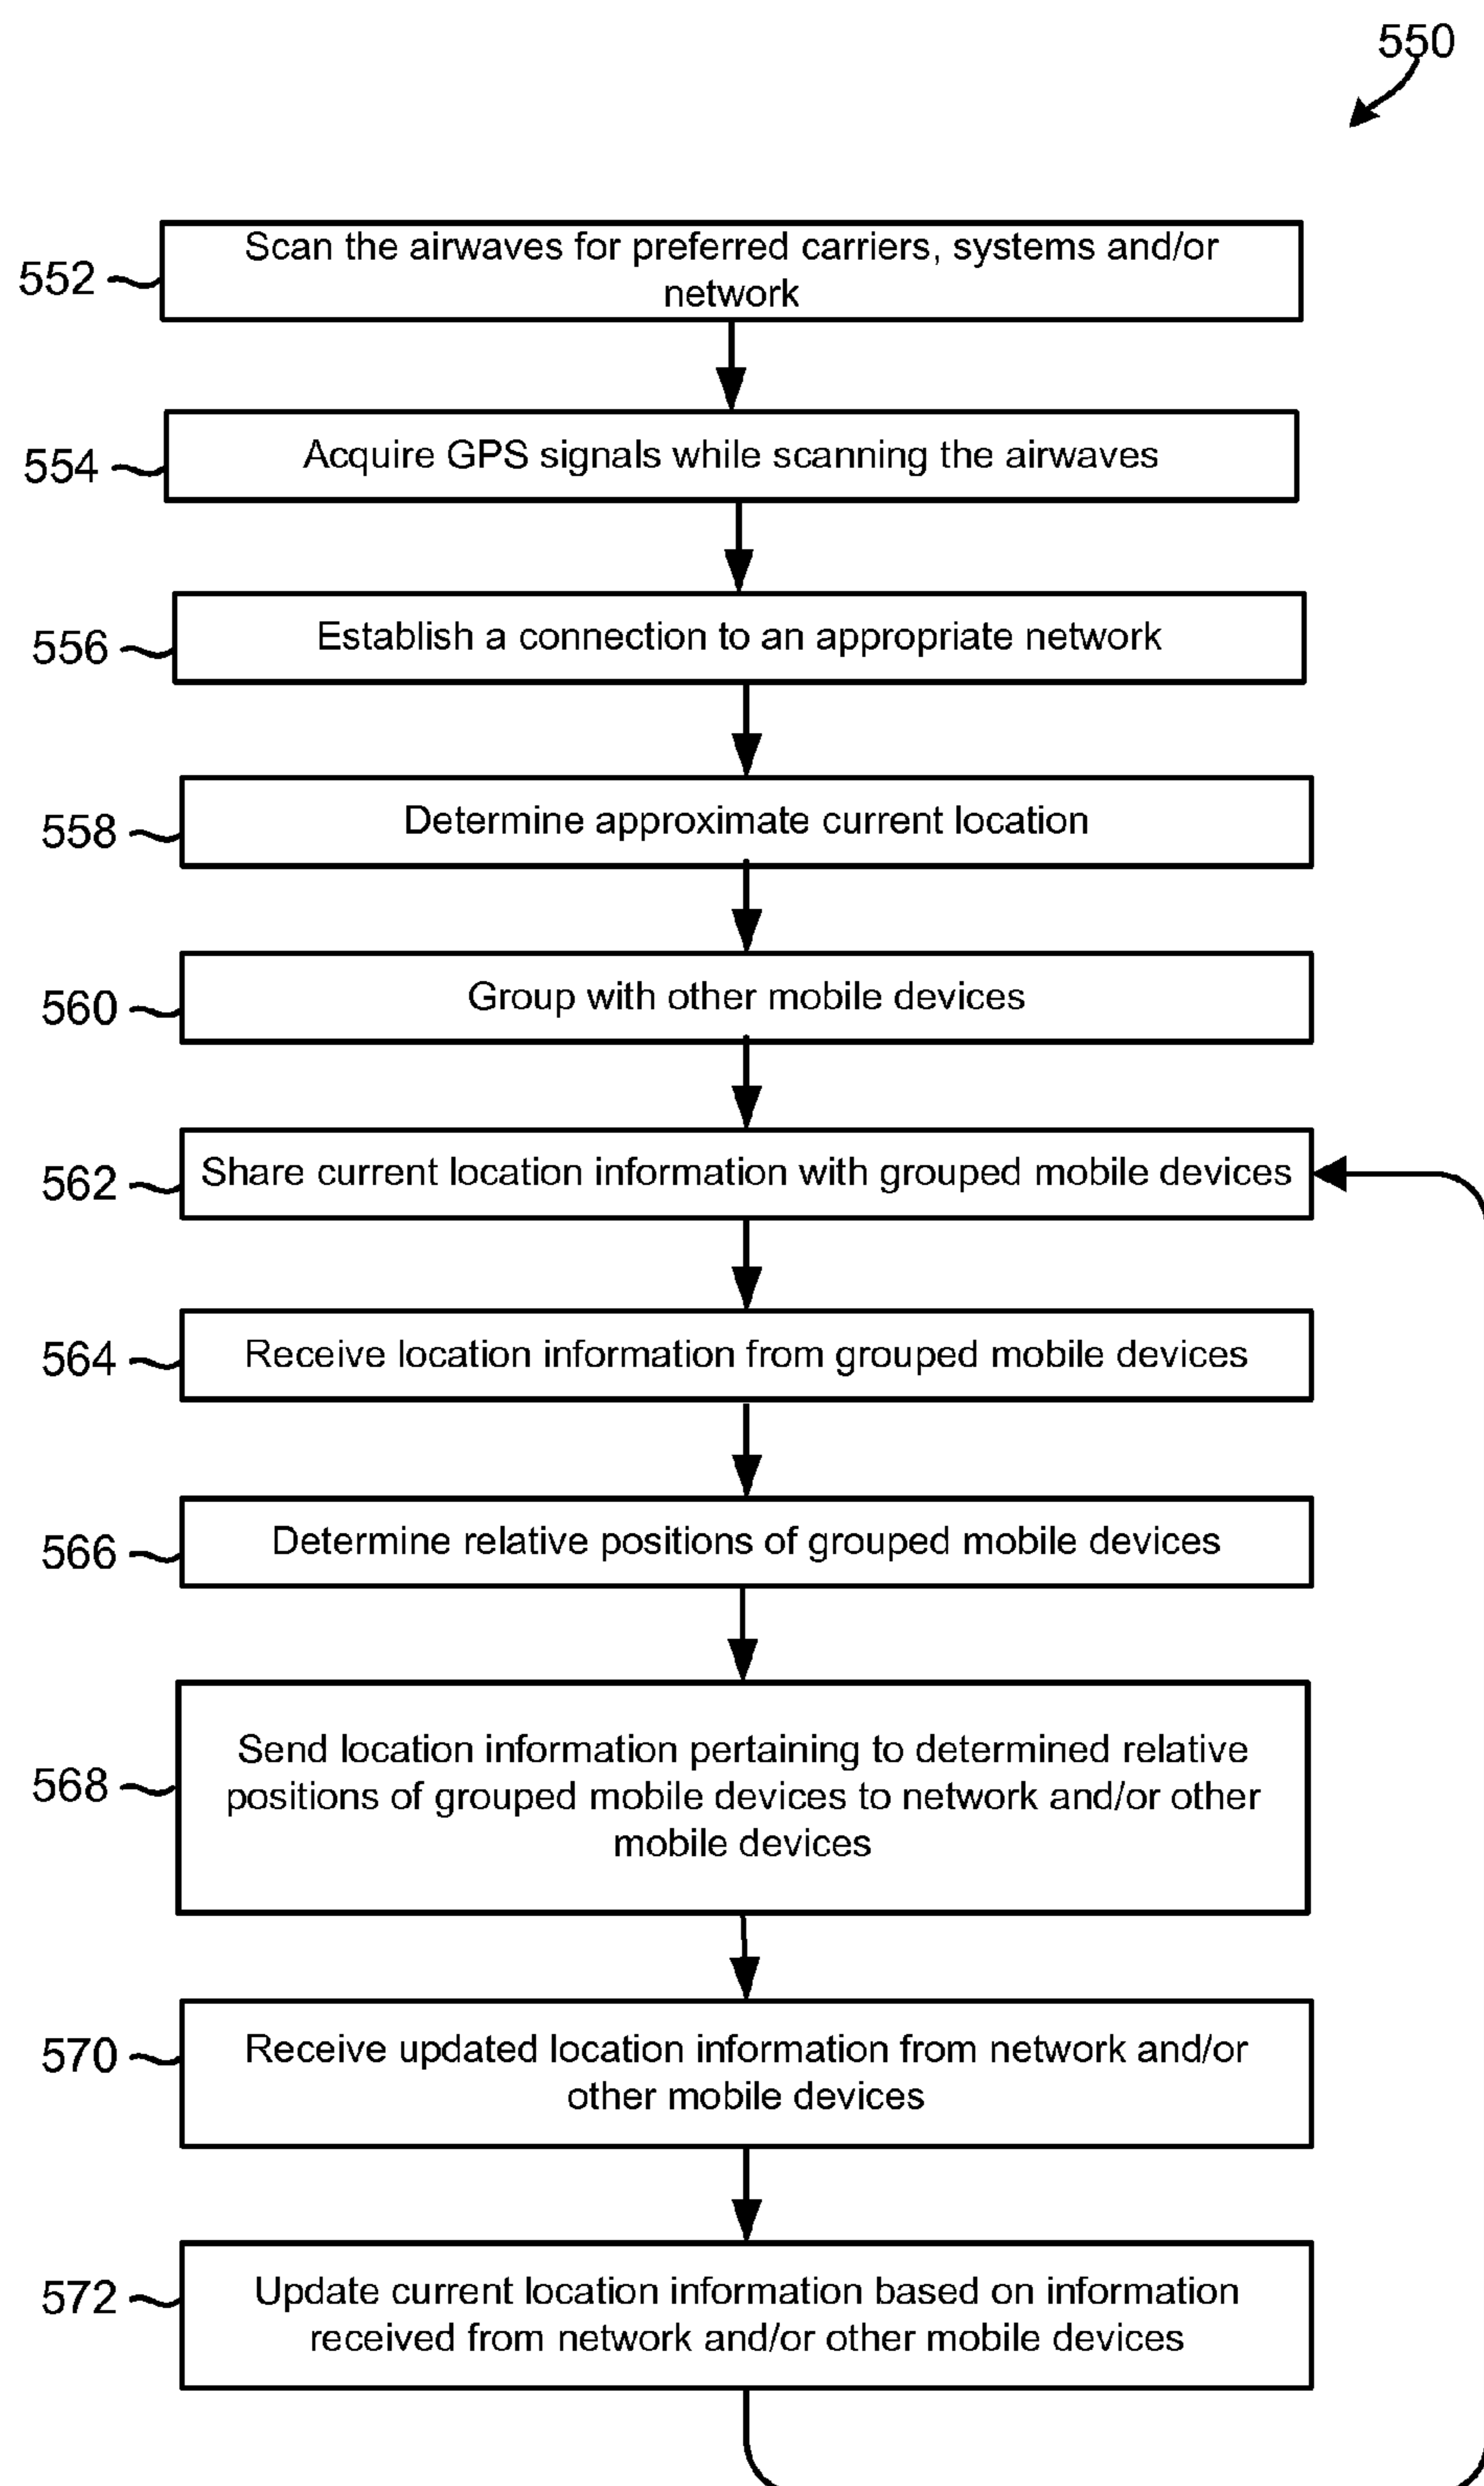 550
552
Scan the airwaves for preferred carriers, systems and/or
network
554
Acquire GPS signals while scanning the airwaves
556
Establish a connection to an appropriate network
558
Determine approximate current location
560
Group with other mobile devices
562
Share current location information with grouped mobile devices
564
Receive location information from grouped mobile devices
566
Determine relative positions of grouped mobile devices
568
Send location information pertaining to determined relative
positions of grouped mobile devices to network and/or other
mobile devices
570
Receive updated location information from network and/or
other mobile devices
572
Update current location information based on information
received from network and/or other mobile devices